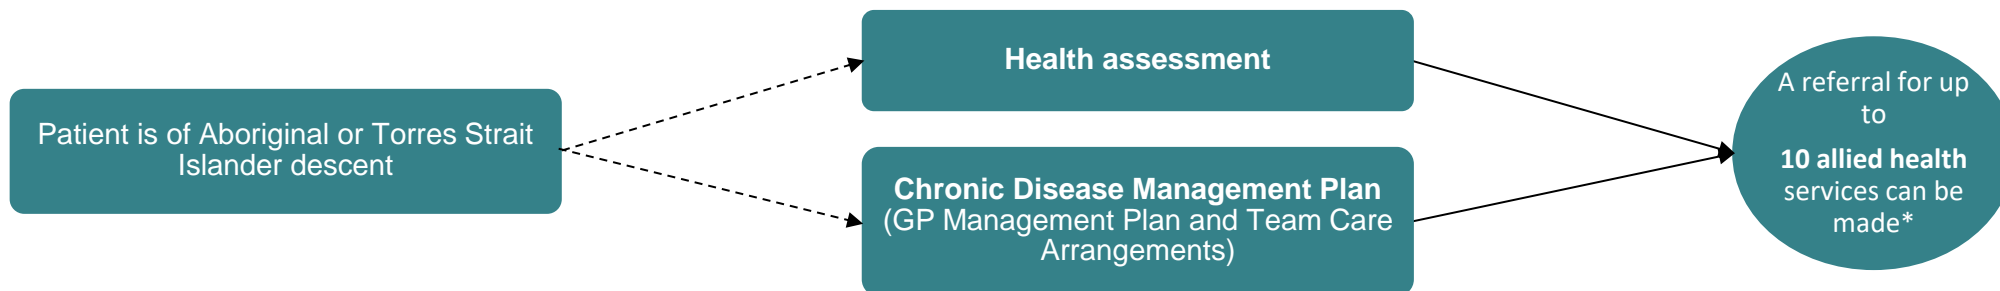 Patient is of Aboriginal or Torres Strait
Islander descent
Health assessment
Chronic Disease Management Plan
(GP Management Plan and Team Care
Arrangements)
A referral for up
to
10 allied health
services can be
made*